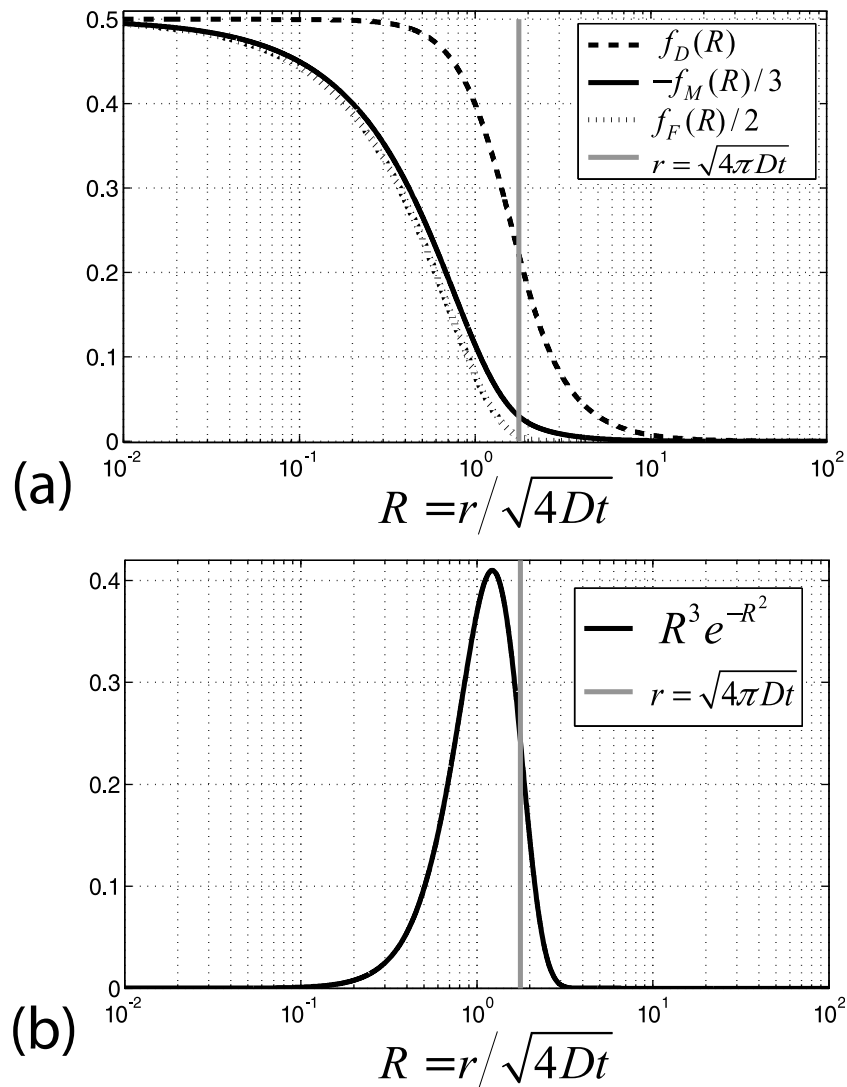 0.5
0.4
0.3
0.2
0.1
0
f_D(R)
−f_M(R)/3
f_F(R)/2
r = √4πDt
10^-2
10^-1
10^0
10^1
10^2
(a)
R = r/√4Dt
0.4
0.3
0.2
0.1
0
R^3 e^{-R^2}
r = √4πDt
10^-2
10^-1
10^0
10^1
10^2
(b)
R = r/√4Dt